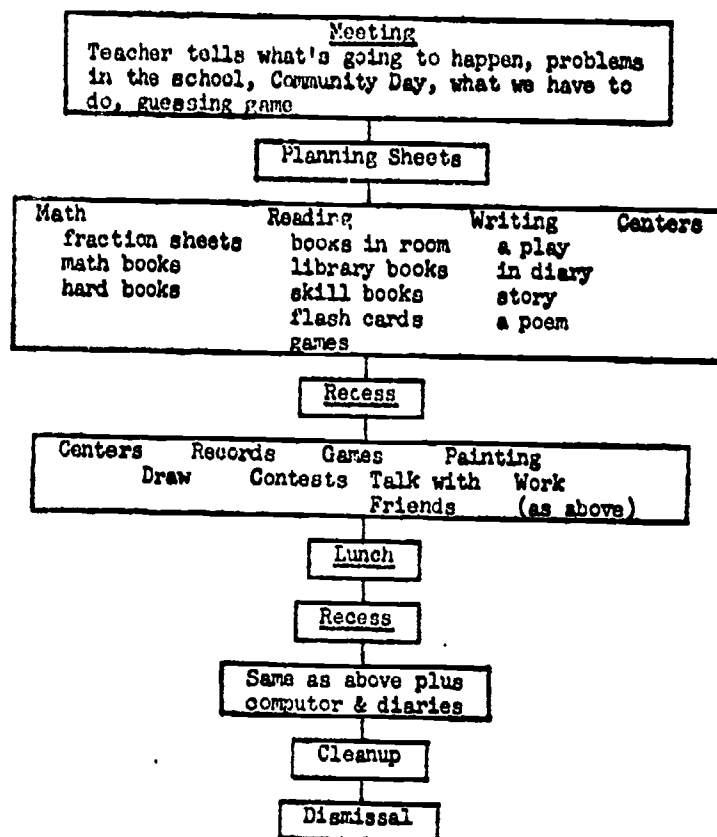 Meeting
Teacher tells what's going to happen, problems
in the school, Community Day, what we have to
do, guessing game
Planning Sheets
Math Reading Writing Centers
fraction sheets books in room a play
math books library books in diary
hard books skill books story
flash cards a poem
games
Recess
Centers Records Games Painting
Draw Contests Talk with Work
Friends (as above)
Lunch
Recess
Same as above plus
computor & diaries
Cleanup
Dismissal